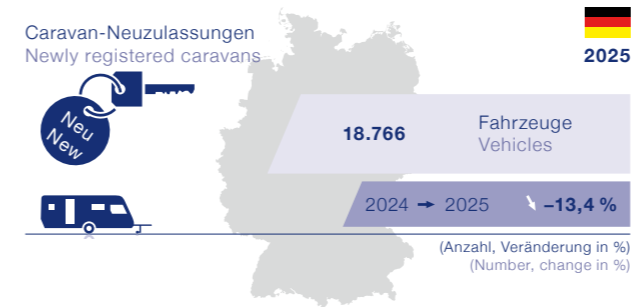 Caravan-Neuzulassungen
Newly registered caravans
2025
Neu
New
18.766
Fahrzeuge
Vehicles
2024 ➞ 2025 –13,4 %
(Anzahl, Veränderung in %)
(Number, change in %)